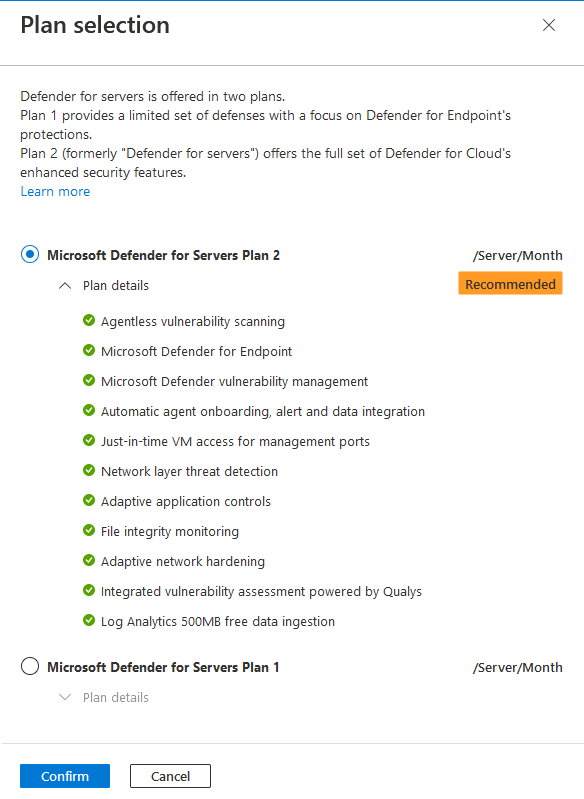 Plan selection
Defender for servers is offered in two plans.
Plan 1 provides a limited set of defenses with a focus on Defender for Endpoint's
protections.
Plan 2 (formerly "Defender for servers") offers the full set of Defender for Cloud's
enhanced security features.
Learn more
Microsoft Defender for Servers Plan 2 /Server/Month
Plan details Recommended
Agentless vulnerability scanning
Microsoft Defender for Endpoint
Microsoft Defender vulnerability management
Automatic agent onboarding, alert and data integration
Just-in-time VM access for management ports
Network layer threat detection
Adaptive application controls
File integrity monitoring
Adaptive network hardening
Integrated vulnerability assessment powered by Qualys
Log Analytics 500MB free data ingestion
Microsoft Defender for Servers Plan 1 /Server/Month
Plan details
Confirm Cancel